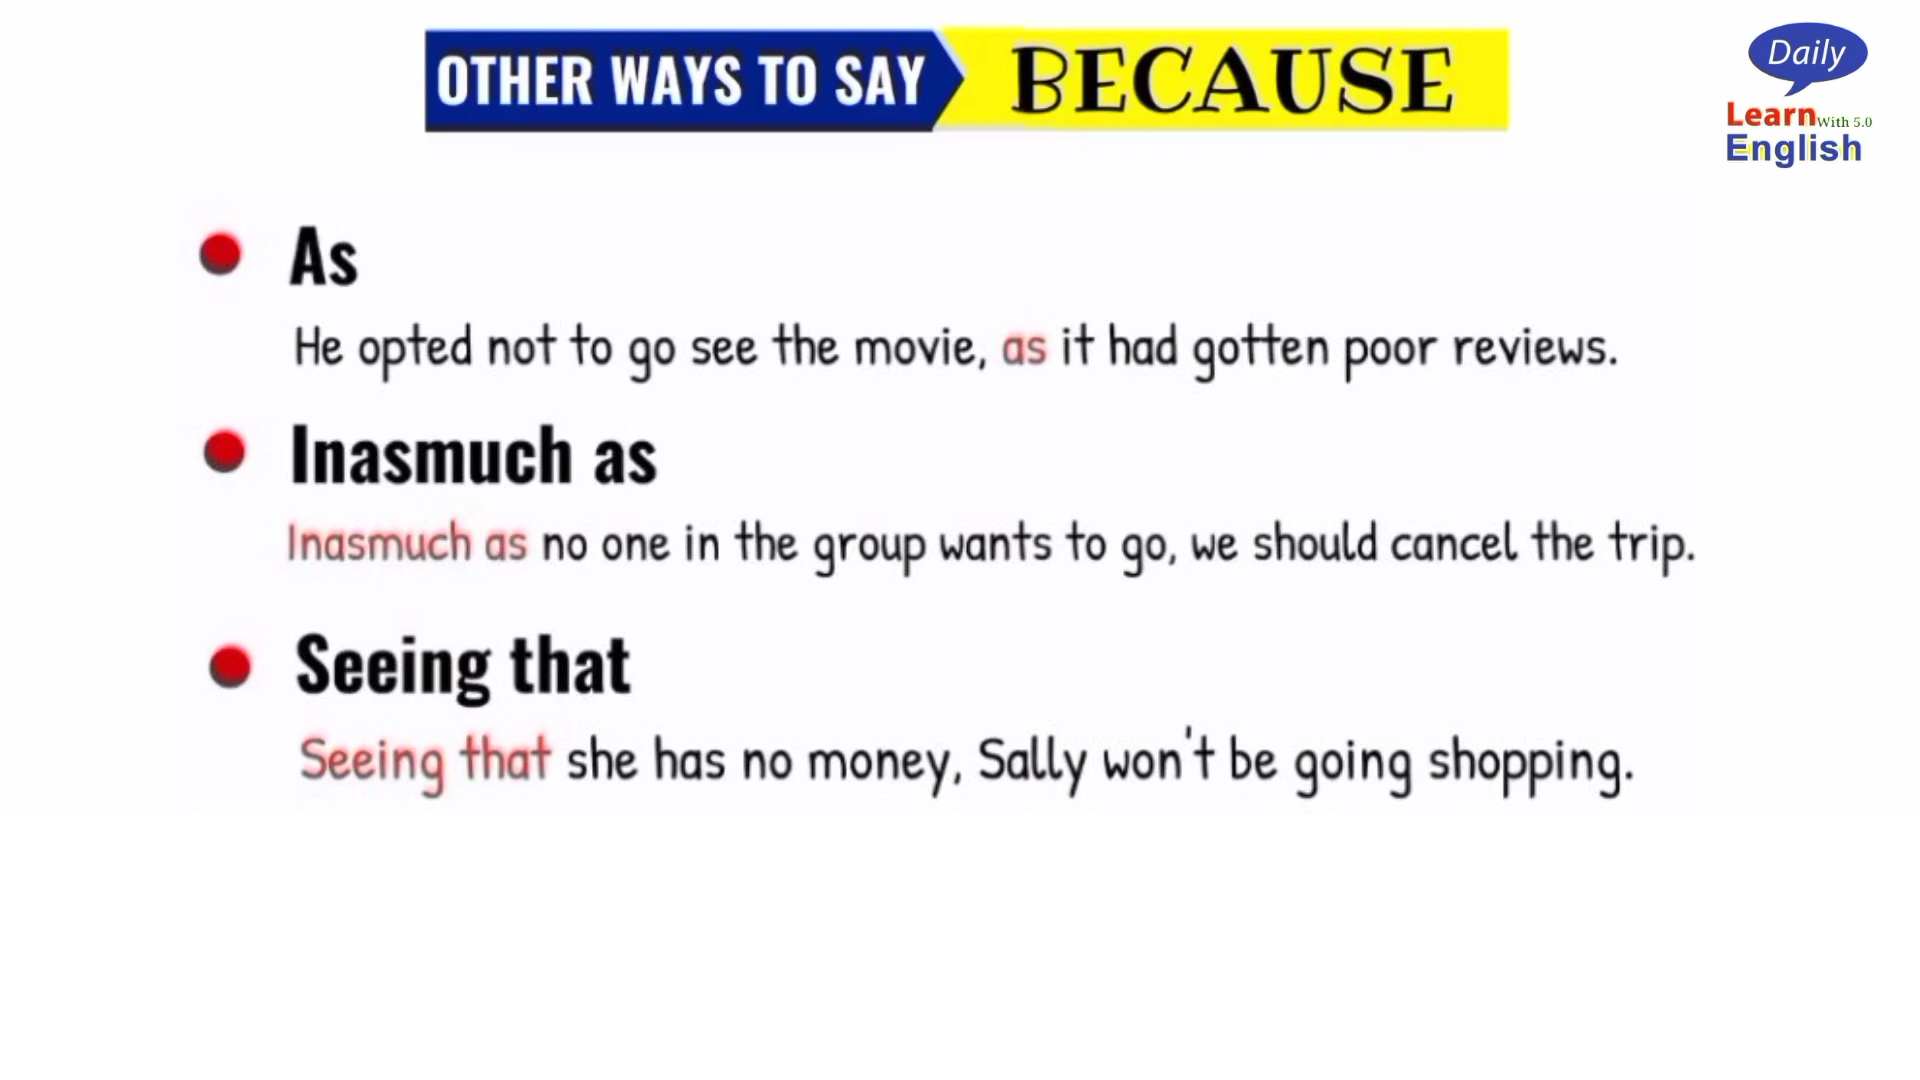 OTHER WAYS TO SAY BECAUSE
Daily
Learn With 5.0
English
As
He opted not to go see the movie, as it had gotten poor reviews.
Inasmuch as
Inasmuch as no one in the group wants to go, we should cancel the trip.
Seeing that
Seeing that she has no money, Sally won't be going shopping.